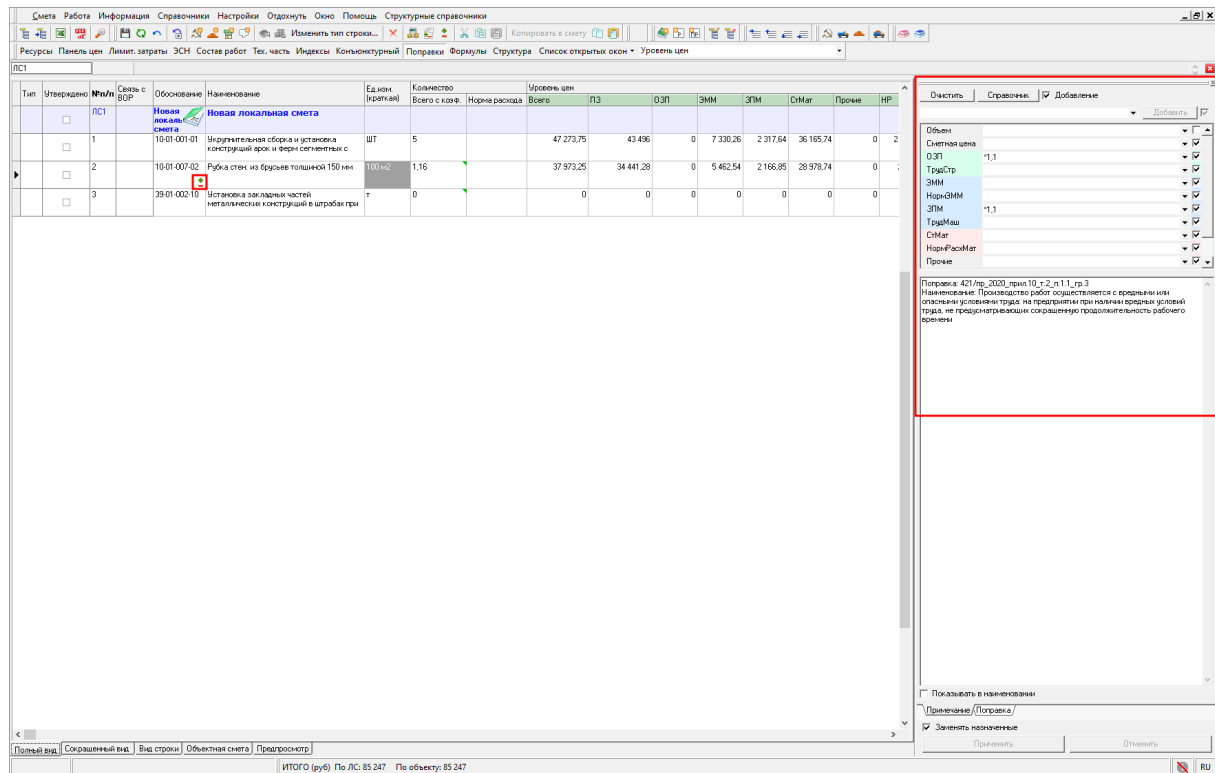 Смета Работа Информация Справочники Настройки Отдохнуть Окно Помощь Структурные справочники
Изменить тип строки... Копировать в смету
Ресурсы Панель цен Лимит. затраты ЭСН Состав работ Тех. часть Индексы Конъюнктурный Поправки Формулы Структура Список открытых окон Уровень цен
ЛС1
Тип Утверждено №п/п Связь с ВОР Обоснование Наименование Ед.изм. (краткая) Количество Уровень цен
Всего с коэф. Норма расхода Всего ПЗ ОЗП ЭММ ЗПМ СтМат Прочие НР
ЛС1 Новая локаль смета Новая локальная смета
1 10-01-001-01 Укрупнительная сборка и установка конструкций арок и ферм сегментных с ШТ 5 47 273,75 43 496 0 7 330,26 2 317,64 36 165,74 0 2
2 10-01-007-02 Рубка стен: из брусьев толщиной 150 мм 100 м2 1,16 37 973,25 34 441,28 0 5 462,54 2 166,85 28 978,74 0
3 39-01-002-10 Установка закладных частей металлических конструкций в штрабах при т 0 0 0 0 0 0 0 0
Очистить Справочник Добавление
Добавить
Объем
Сметная цена
ОЗП *1,1
ТрудСтр
ЭММ
НормЭММ
ЗПМ *1,1
ТрудМаш
СтМат
НормРасхМат
Прочие
Поправка: 421/пр_2020_прил.10_т.2_п.1.1_гр.3
Наименование: Производство работ осуществляется с вредными или
опасными условиями труда: на предприятии при наличии вредных условий
труда, не предусматривающих сокращенную продолжительность рабочего
времени
Показывать в наименовании
Примечание Поправка
Заменять назначенные
Применить Отменить
Полный вид Сокращенный вид Вид строки Объектная смета Предпросмотр
ИТОГО (руб) По ЛС: 85 247 По объекту: 85 247
RU